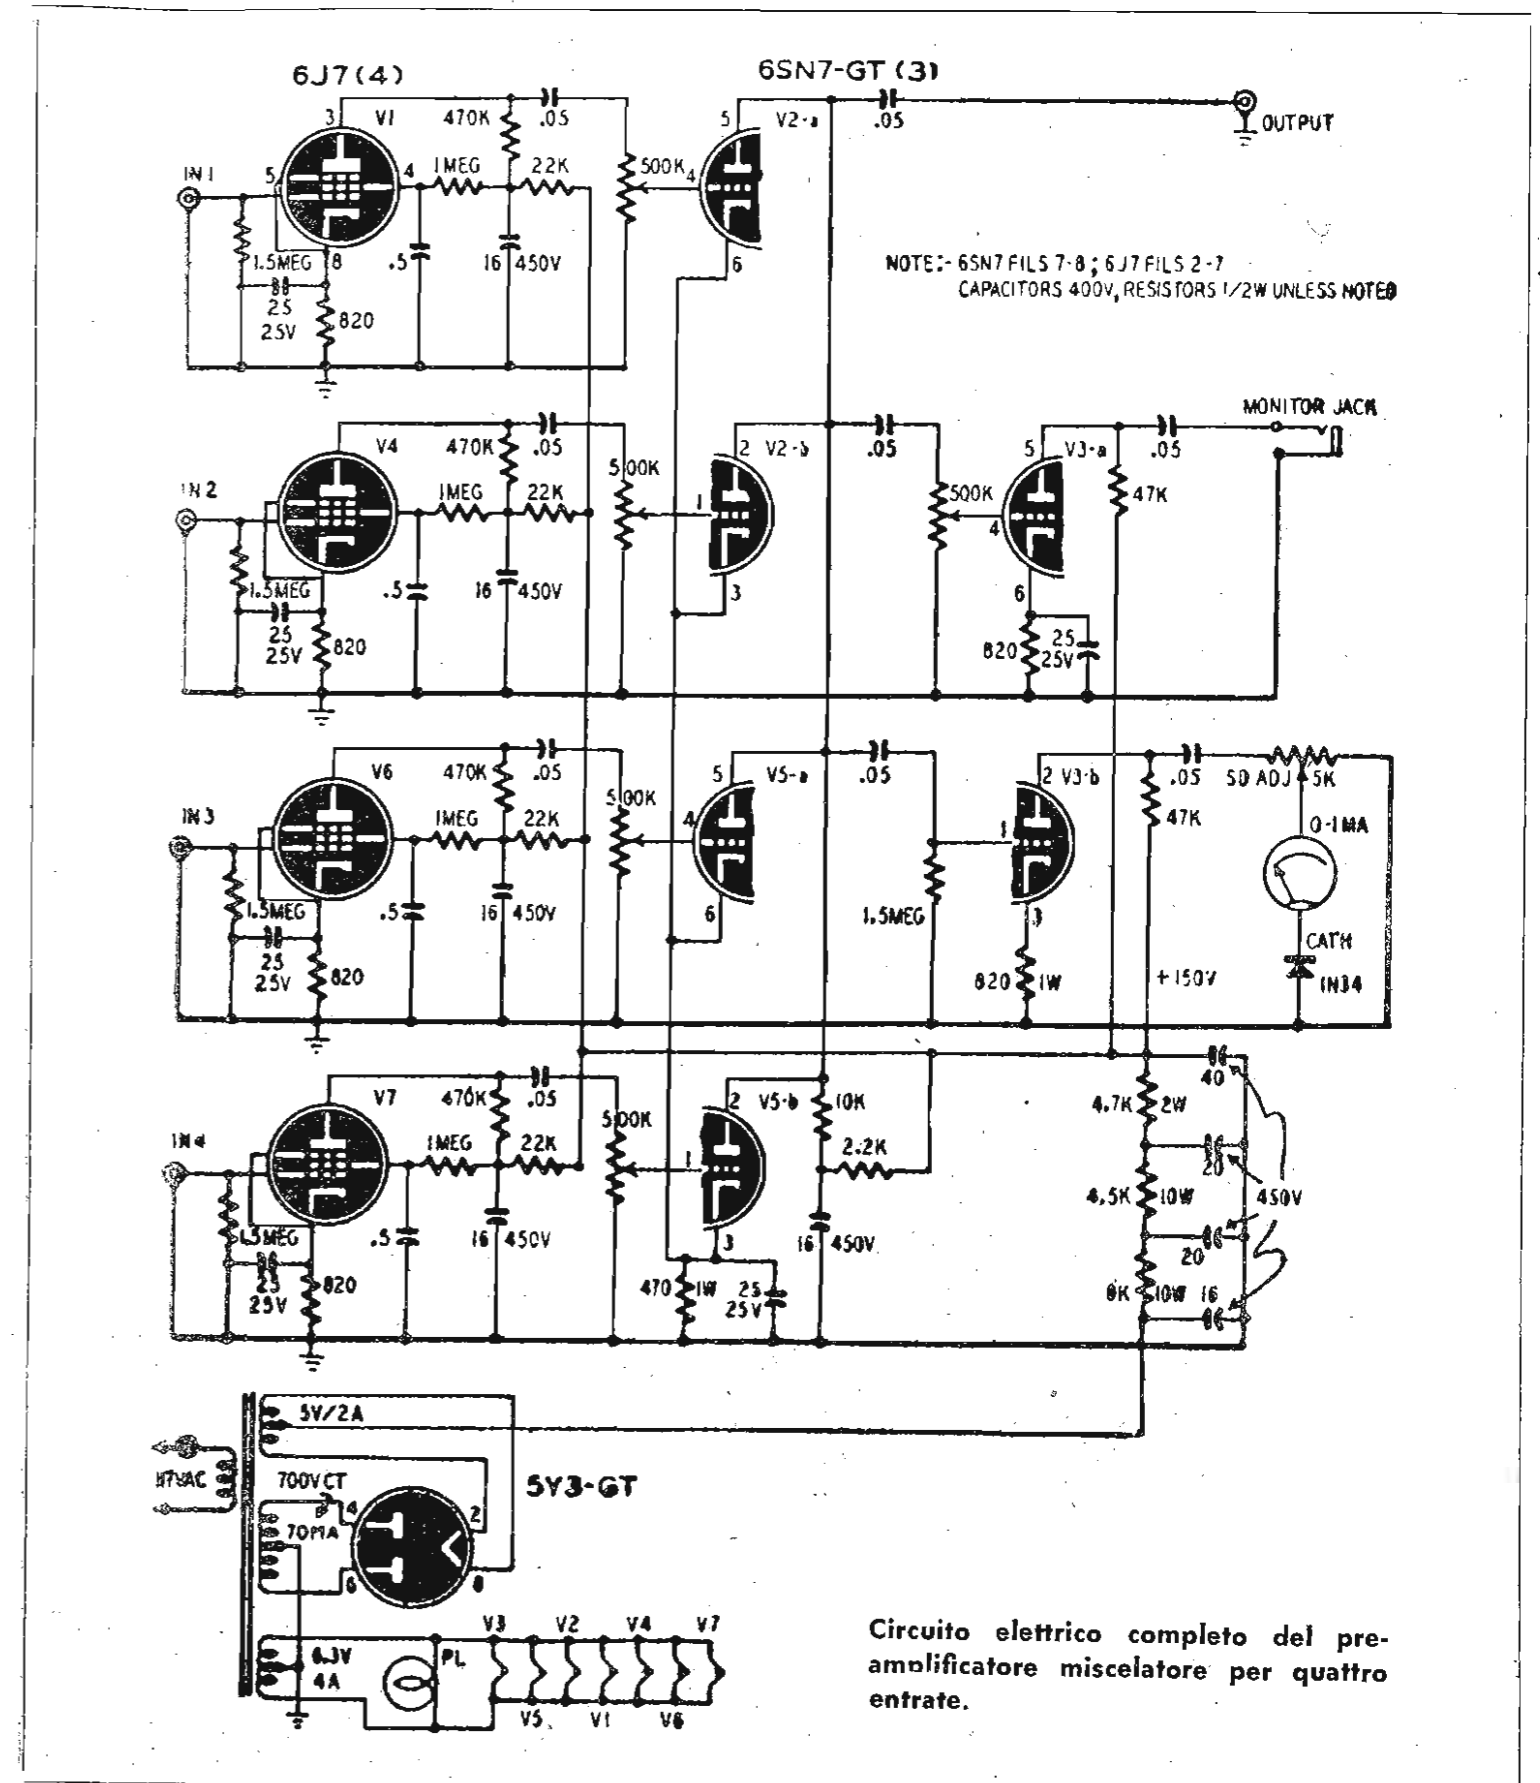 6J7(4)
6SN7-GT (3)
3
V1
470K
.05
5
V2-a
.05
OUTPUT
IN 1
5
4
1MEG
22K
500K
4
1.5MEG
8
.5
16
450V
6
25
25V
820
NOTE:- 6SN7 FILS 7-8; 6J7 FILS 2-7
CAPACITORS 400V, RESISTORS 1/2W UNLESS NOTED
MONITOR JACK
V4
470K
.05
2
V2-b
.05
5
V3-a
.05
IN 2
1MEG
22K
500K
1
500K
4
47K
1.5MEG
.5
16
450V
3
6
25
25V
820
820
25
25V
V6
470K
.05
5
V5-a
.05
2
V3-b
.05
50 ADJ
5K
IN 3
1MEG
22K
500K
4
1
47K
0-1MA
1.5MEG
.5
16
450V
6
1.5MEG
3
25
25V
820
820
1W
+150V
CATH
1N34
V7
470K
.05
2
V5-b
10K
4.7K
2W
40
IN 4
1MEG
22K
500K
1
2.2K
20
4.5K
10W
450V
1.5MEG
.5
16
450V
3
16
450V
20
25
25V
820
470
1W
25
25V
10W
16
5V/2A
117VAC
700VCT
70MA
4
2
6
8
5Y3-GT
6.3V
4A
PL
V3
V2
V4
V7
V5
V1
V6
Circuito elettrico completo del pre-
amplificatore miscelatore per quattro
entrate.